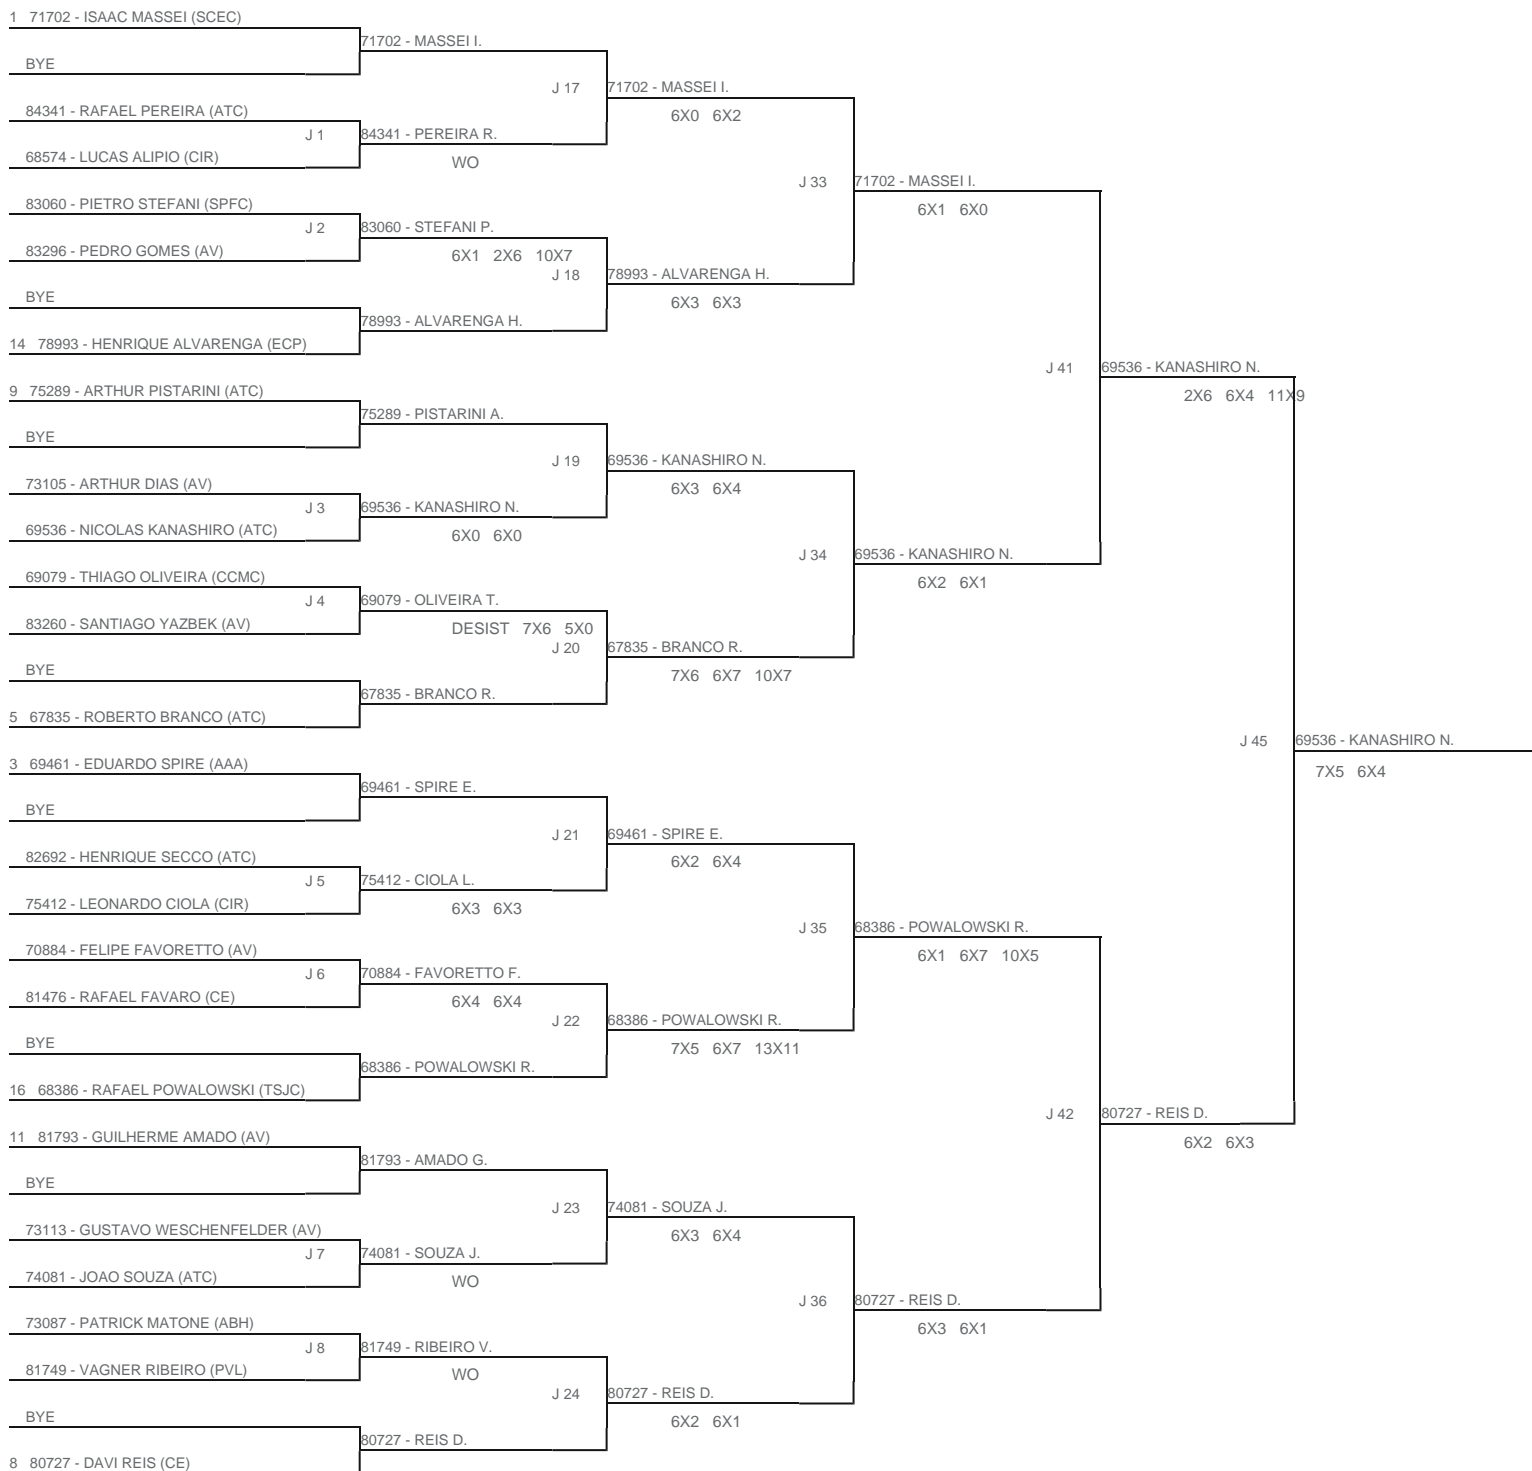 1 71702 - ISAAC MASSEI (SCEC)
71702 - MASSEI I.
BYE
J 17 71702 - MASSEI I.
84341 - RAFAEL PEREIRA (ATC)
6X0 6X2
J 1 84341 - PEREIRA R.
68574 - LUCAS ALIPIO (CIR)
WO
J 33 71702 - MASSEI I.
83060 - PIETRO STEFANI (SPFC)
6X1 6X0
J 2 83060 - STEFANI P.
83296 - PEDRO GOMES (AV)
6X1 2X6 10X7
J 18 78993 - ALVARENGA H.
BYE
6X3 6X3
78993 - ALVARENGA H.
14 78993 - HENRIQUE ALVARENGA (ECP)
J 41 69536 - KANASHIRO N.
9 75289 - ARTHUR PISTARINI (ATC)
2X6 6X4 11X9
75289 - PISTARINI A.
BYE
J 19 69536 - KANASHIRO N.
73105 - ARTHUR DIAS (AV)
6X3 6X4
J 3 69536 - KANASHIRO N.
69536 - NICOLAS KANASHIRO (ATC)
6X0 6X0
J 34 69536 - KANASHIRO N.
69079 - THIAGO OLIVEIRA (CCMC)
6X2 6X1
J 4 69079 - OLIVEIRA T.
83260 - SANTIAGO YAZBEK (AV)
DESIST 7X6 5X0
J 20 67835 - BRANCO R.
BYE
7X6 6X7 10X7
67835 - BRANCO R.
5 67835 - ROBERTO BRANCO (ATC)
J 45 69536 - KANASHIRO N.
3 69461 - EDUARDO SPIRE (AAA)
7X5 6X4
69461 - SPIRE E.
BYE
J 21 69461 - SPIRE E.
82692 - HENRIQUE SECCO (ATC)
6X2 6X4
J 5 75412 - CIOLA L.
75412 - LEONARDO CIOLA (CIR)
6X3 6X3
J 35 68386 - POWALOWSKI R.
70884 - FELIPE FAVORETTO (AV)
6X1 6X7 10X5
J 6 70884 - FAVORETTO F.
81476 - RAFAEL FAVARO (CE)
6X4 6X4
J 22 68386 - POWALOWSKI R.
BYE
7X5 6X7 13X11
68386 - POWALOWSKI R.
16 68386 - RAFAEL POWALOWSKI (TSJC)
J 42 80727 - REIS D.
11 81793 - GUILHERME AMADO (AV)
6X2 6X3
81793 - AMADO G.
BYE
J 23 74081 - SOUZA J.
73113 - GUSTAVO WESCHENFELDER (AV)
6X3 6X4
J 7 74081 - SOUZA J.
74081 - JOAO SOUZA (ATC)
WO
J 36 80727 - REIS D.
73087 - PATRICK MATONE (ABH)
6X3 6X1
J 8 81749 - RIBEIRO V.
81749 - VAGNER RIBEIRO (PVL)
WO
J 24 80727 - REIS D.
BYE
6X2 6X1
80727 - REIS D.
8 80727 - DAVI REIS (CE)